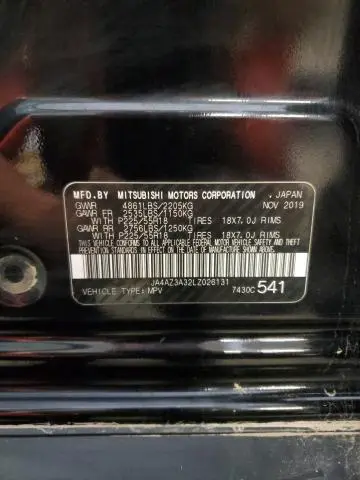 MFD.BY MITSUBISHI MOTORS CORPORATION , JAPAN
GVWR 4861LBS/2205KG NOV 2019
GAWR FR 2535LBS/1150KG
WITH P225/55R18 TIRES 18X7.0J RIMS
GAWR RR 2756LBS/1250KG
WITH P225/55R18 TIRES 18X7.0J RIMS
THIS VEHICLE CONFORMS TO ALL APPLICABLE
FEDERAL MOTOR VEHICLE SAFETY, BUMPER, AND THEFT
PREVENTION STANDARDS IN EFFECT ON THE DATE OF
MANUFACTURE SHOWN ABOVE.
JA4AZ3A32LZ026131
VEHICLE TYPE: MPV 7430C 541